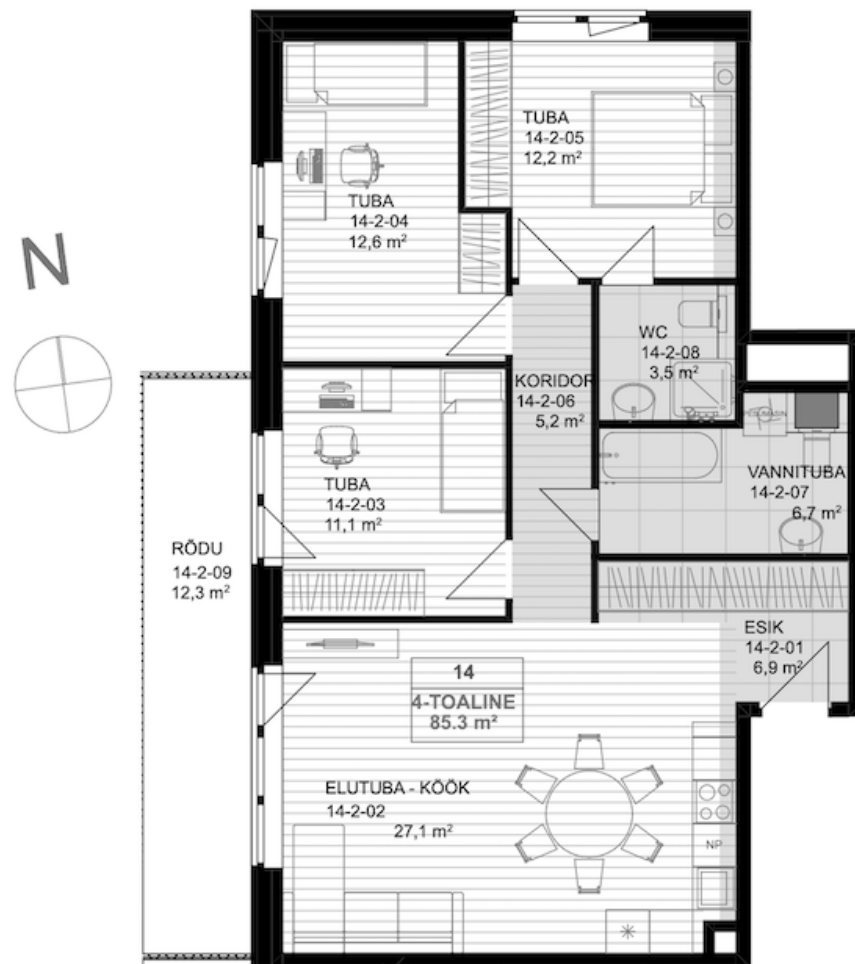 N
TUBA
14-2-05
12,2 m²
TUBA
14-2-04
12,6 m²
WC
14-2-08
3,5 m²
KORIDOR
14-2-06
5,2 m²
PESUMASIN
VANNITUBA
14-2-07
6,7 m²
TUBA
14-2-03
11,1 m²
RÕDU
14-2-09
12,3 m²
ESIK
14-2-01
6,9 m²
14
4-TOALINE
85.3 m²
ELUTUBA - KÖÖK
14-2-02
27,1 m²
NP